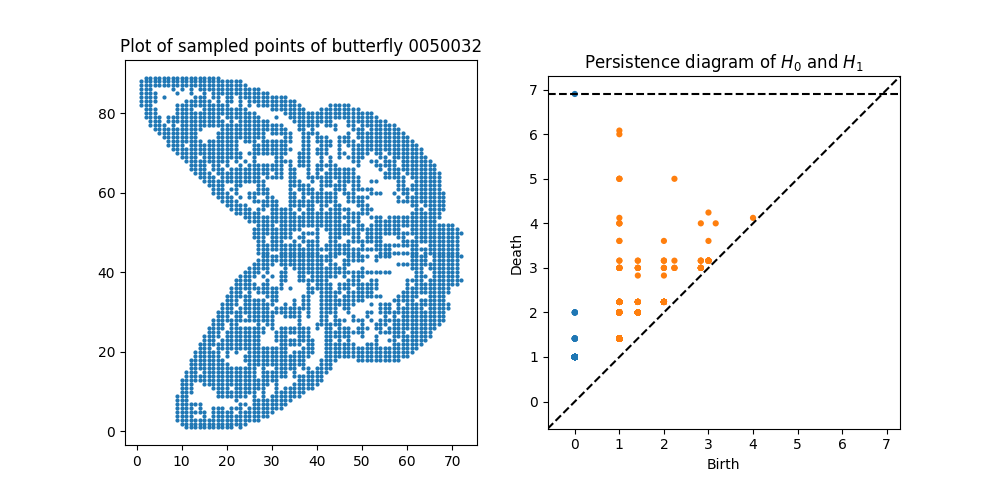 Plot of sampled points of butterfly 0050032
80
60
40
20
0
0 10 20 30 40 50 60 70
Persistence diagram of H₀ and H₁
7
6
5
4
3
2
1
0
Death
0 1 2 3 4 5 6 7
Birth